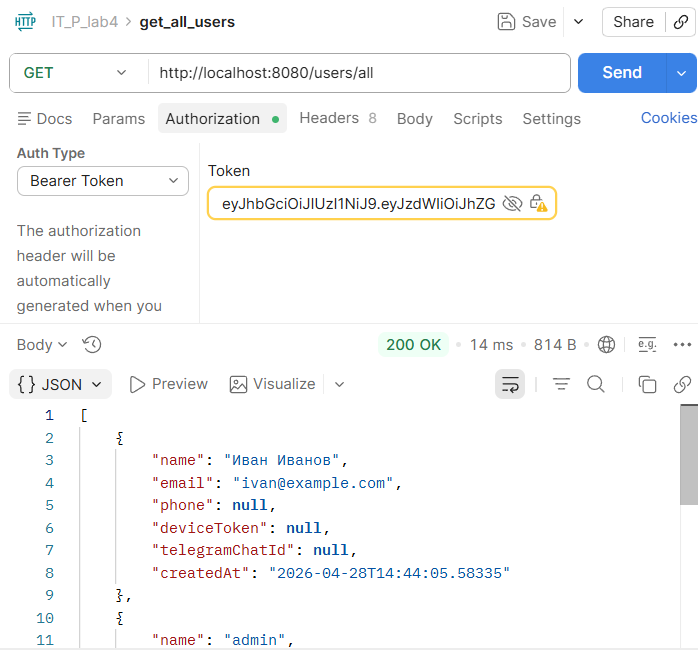 HTTP IT_P_lab4 > get_all_users Save Share
GET http://localhost:8080/users/all Send
Docs Params Authorization Headers 8 Body Scripts Settings Cookies
Auth Type
Bearer Token
The authorization
header will be
automatically
generated when you
Token
eyJhbGciOiJIUzI1NiJ9.eyJzdWIiOiJhZG
Body 200 OK 14 ms 814 B e.g.
{} JSON Preview Visualize
1 [
2 {
3 "name": "Иван Иванов",
4 "email": "ivan@example.com",
5 "phone": null,
6 "deviceToken": null,
7 "telegramChatId": null,
8 "createdAt": "2026-04-28T14:44:05.58335"
9 },
10 {
11 "name": "admin",